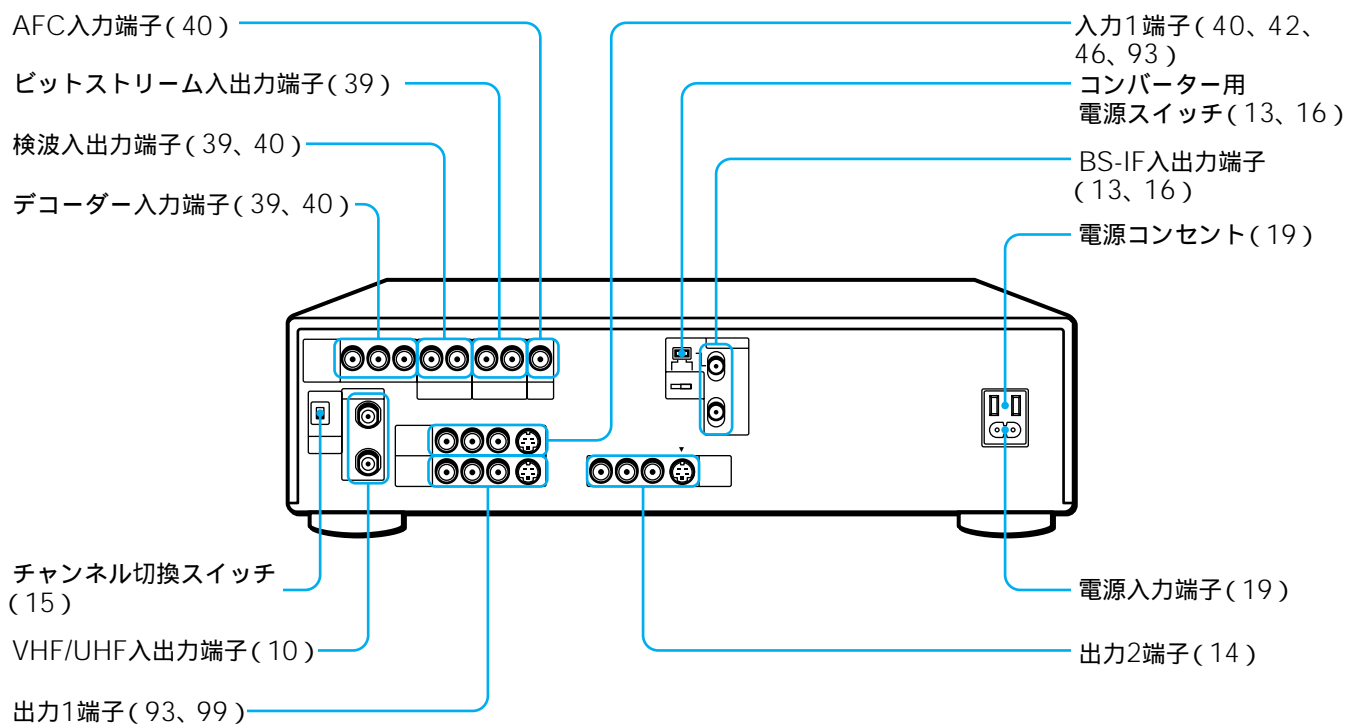 AFC入力端子(40)
ビットストリーム入出力端子(39)
検波入出力端子(39、40)
デコーダー入力端子(39、40)
チャンネル切換スイッチ
(15)
VHF/UHF入出力端子(10)
出力1端子(93、99)
入力1端子(40、42、
46、93)
コンバーター用
電源スイッチ(13、16)
BS-IF入出力端子
(13、16)
電源コンセント(19)
電源入力端子(19)
出力2端子(14)